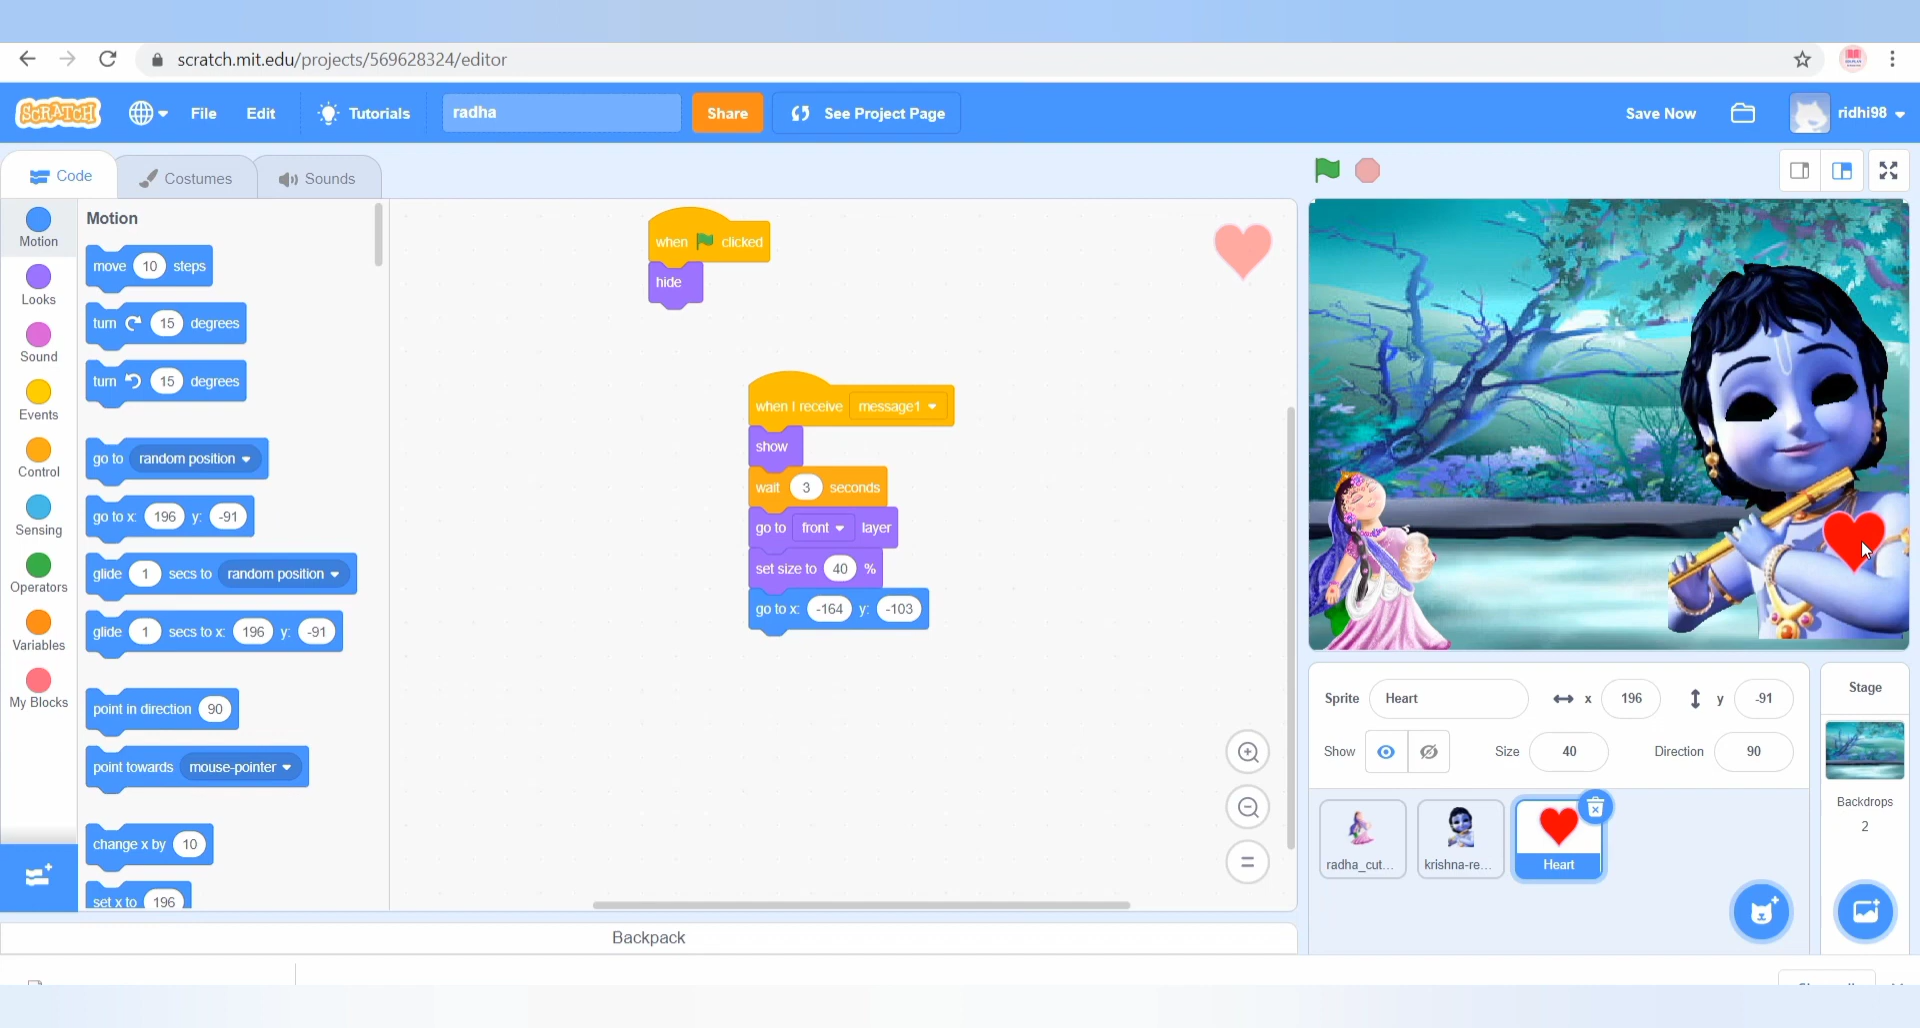 scratch.mit.edu/projects/569628324/editor
SCRATCH
File
Edit
Tutorials
radha
Share
See Project Page
Save Now
ridhi98
Code
Costumes
Sounds
Motion
Looks
Sound
Events
Control
Sensing
Operators
Variables
My Blocks
Motion
move 10 steps
turn 15 degrees
turn 15 degrees
go to random position
go to x: 196 y: -91
glide 1 secs to random position
glide 1 secs to x: 196 y: -91
point in direction 90
point towards mouse-pointer
change x by 10
set x to 196
when clicked
hide
when I receive message1
show
wait 3 seconds
go to front layer
set size to 40 %
go to x: -164 y: -103
Backpack
Sprite Heart x 196 y -91
Show Size 40 Direction 90
radha_cut...
krishna-re...
Heart
Stage
Backdrops
2